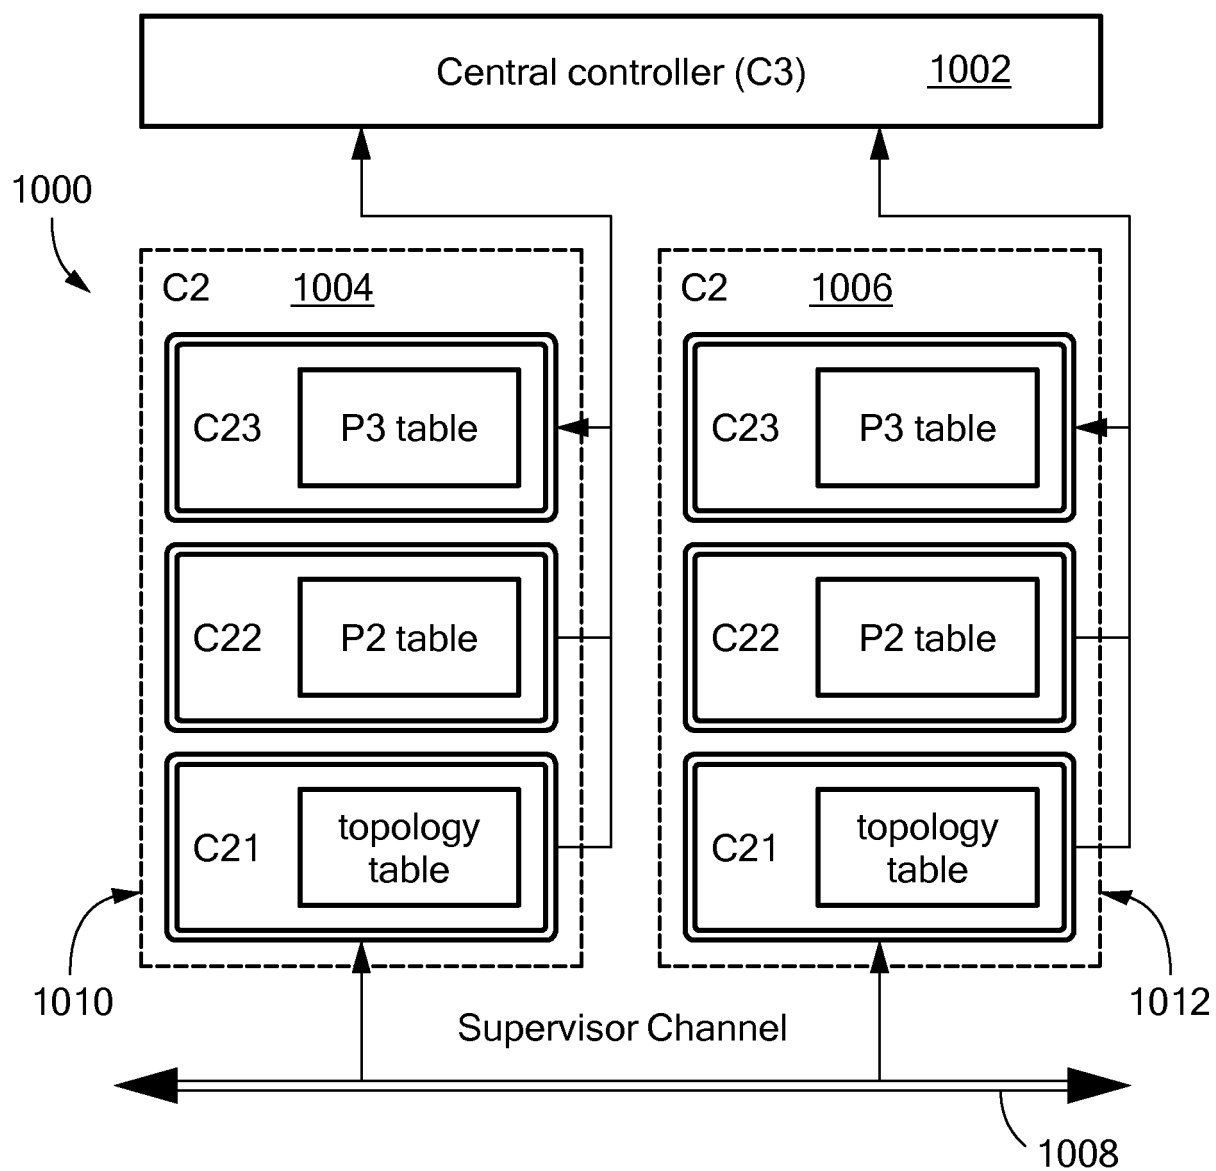 Central controller (C3) 1002
1000
C2 1004
C23 P3 table
C22 P2 table
C21 topology
table
C2 1006
C23 P3 table
C22 P2 table
C21 topology
table
1010
1012
Supervisor Channel
1008